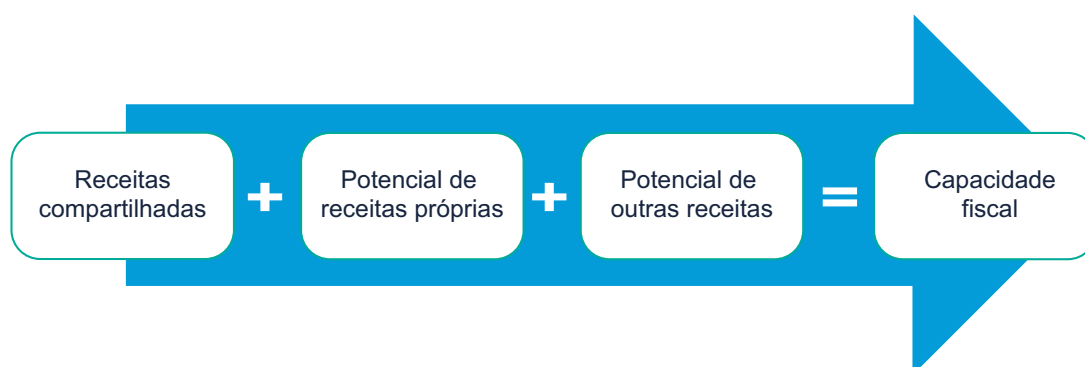 Receitas
compartilhadas
+
Potencial de
receitas próprias
+
Potencial de
outras receitas
=
Capacidade
fiscal